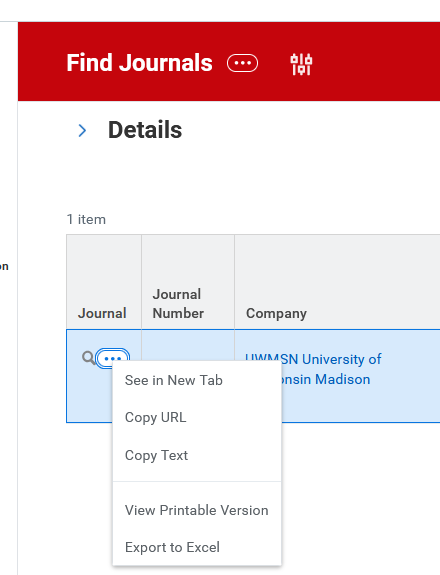 Find Journals
Details
1 item
on
Journal
Journal Number
Company
UWMSN University of
onsin Madison
See in New Tab
Copy URL
Copy Text
View Printable Version
Export to Excel